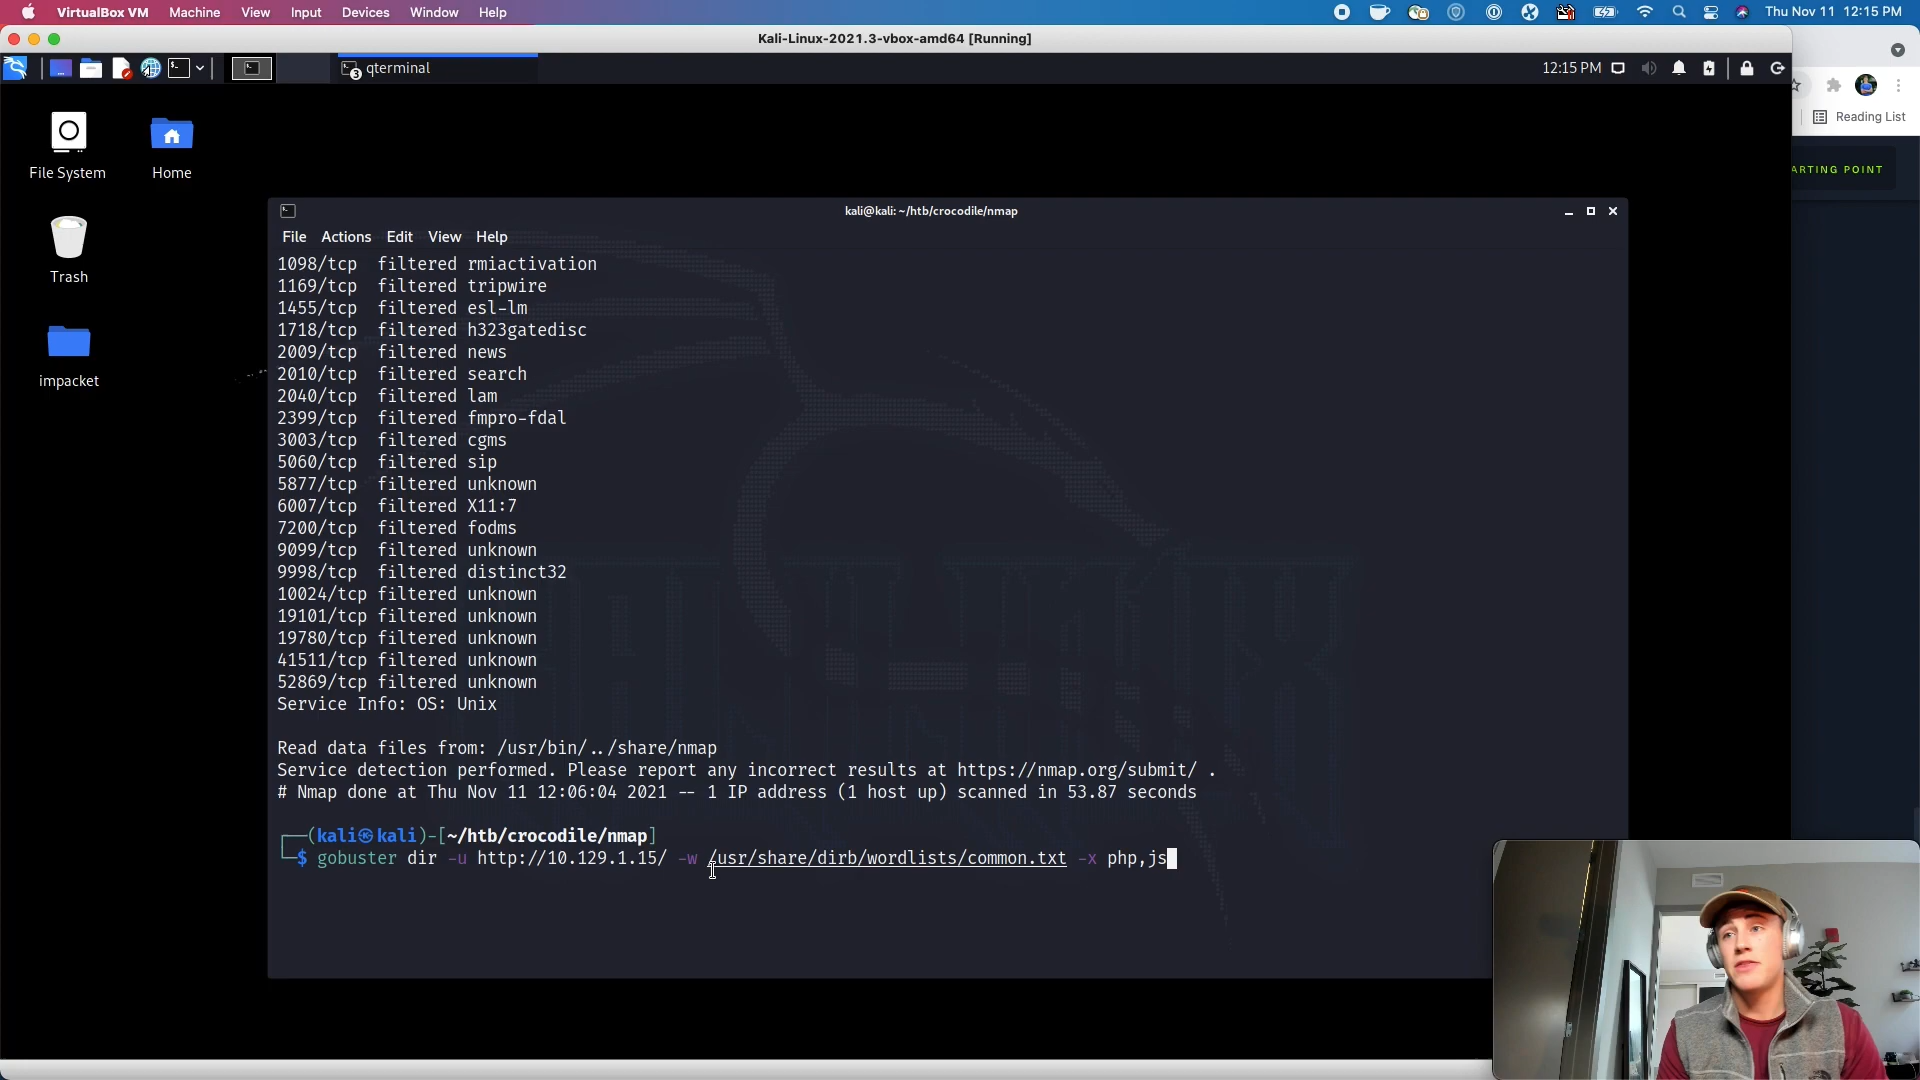 VirtualBox VM Machine View Input Devices Window Help Thu Nov 11 12:15 PM
Kali-Linux-2021.3-vbox-amd64 [Running]
3 qterminal 12:15 PM
Reading List
File System
Home
ARTING POINT
kali@kali: ~/htb/crocodile/nmap
File Actions Edit View Help
Trash
impacket
1098/tcp filtered rmiactivation
1169/tcp filtered tripwire
1455/tcp filtered esl-lm
1718/tcp filtered h323gatedisc
2009/tcp filtered news
2010/tcp filtered search
2040/tcp filtered lam
2399/tcp filtered fmpro-fdal
3003/tcp filtered cgms
5060/tcp filtered sip
5877/tcp filtered unknown
6007/tcp filtered X11:7
7200/tcp filtered fodms
9099/tcp filtered unknown
9998/tcp filtered distinct32
10024/tcp filtered unknown
19101/tcp filtered unknown
19780/tcp filtered unknown
41511/tcp filtered unknown
52869/tcp filtered unknown
Service Info: OS: Unix
Read data files from: /usr/bin/../share/nmap
Service detection performed. Please report any incorrect results at https://nmap.org/submit/ .
# Nmap done at Thu Nov 11 12:06:04 2021 -- 1 IP address (1 host up) scanned in 53.87 seconds
┌──(kali㉿kali)-[~/htb/crocodile/nmap]
└─$ gobuster dir -u http://10.129.1.15/ -w /usr/share/dirb/wordlists/common.txt -x php,js